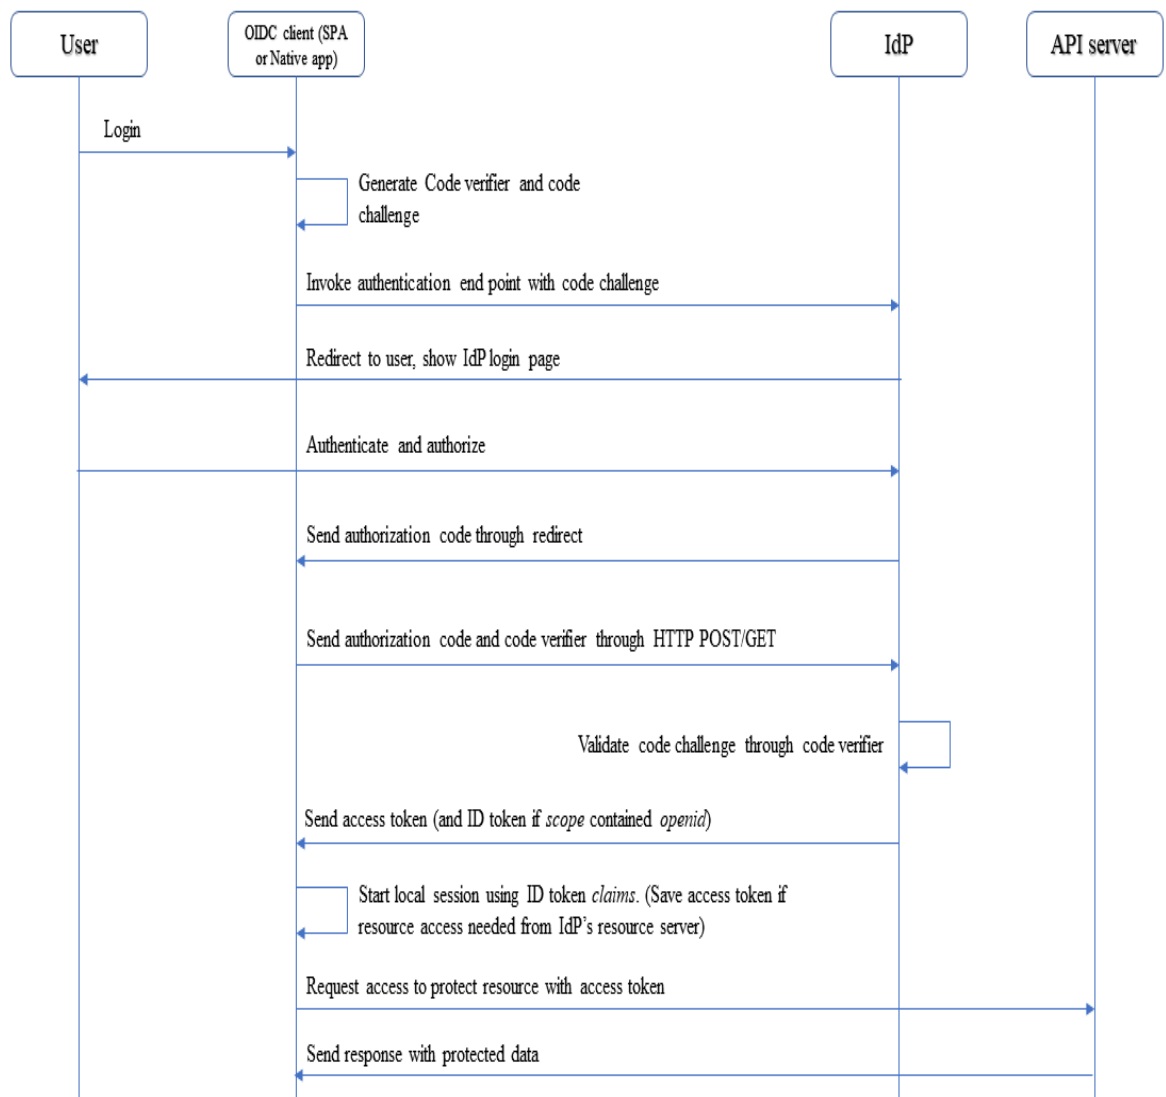 User
OIDC client (SPA
or Native app)
IdP
API server
Login
Generate Code verifier and code
challenge
Invoke authentication end point with code challenge
Redirect to user, show IdP login page
Authenticate and authorize
Send authorization code through redirect
Send authorization code and code verifier through HTTP POST/GET
Validate code challenge through code verifier
Send access token (and ID token if scope contained openid)
Start local session using ID token claims. (Save access token if
resource access needed from IdP's resource server)
Request access to protect resource with access token
Send response with protected data